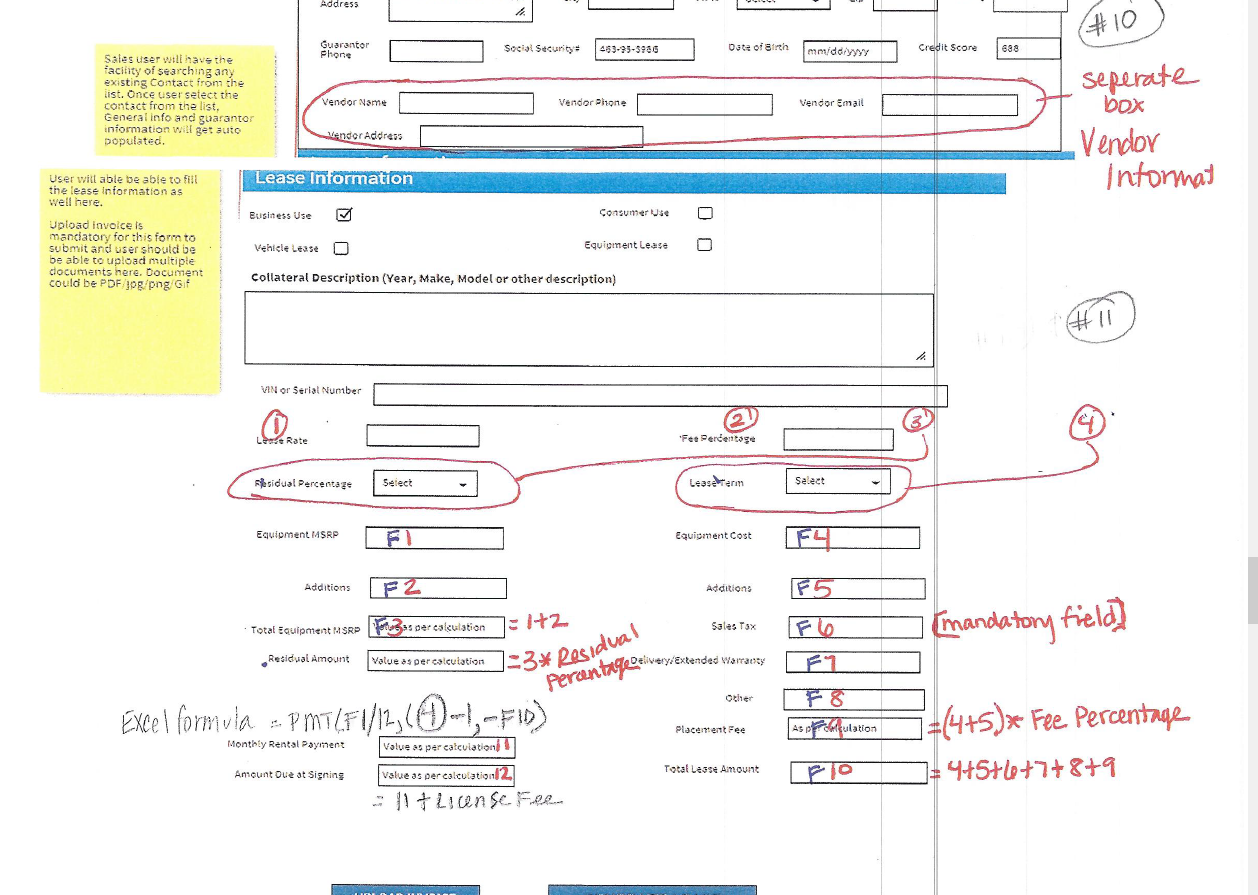 Address
#10
Guarantor Phone
Social Security#
463-93-3986
Date of Birth
mm/dd/yyyy
Credit Score
688
Sales user will have the
facility of searching any
existing Contact from the
list. Once user select the
contact from the list,
General info and guarantor
information will get auto
populated.
Vendor Name
Vendor Phone
Vendor Email
Vendor Address
seperate
box
Vendor
Informat
User will able be able to fill
the lease information as
well here.
Upload invoice is
mandatory for this form to
submit and user should be
be able to upload multiple
documents here. Document
could be PDF/jpg/png/Gif
Lease Information
Business Use
Consumer Use
Vehicle Lease
Equipment Lease
Collateral Description (Year, Make, Model or other description)
#11
VIN or Serial Number
1
2
3
4
Lease Rate
Fee Percentage
Residual Percentage
Select
Lease Term
Select
Equipment MSRP
F1
Equipment Cost
F4
Additions
F2
Additions
F5
Total Equipment MSRP
F3
Value as per calculation
= 1+2
Sales Tax
F6
[mandatory field]
Residual Amount
Value as per calculation
= 3 * Residual
Percentage
Delivery/Extended Warranty
F7
Other
F8
Excel formula = PMT(F1/12, (4)-1, -F10)
Placement Fee
As per calculation
F9
= (4+5) * Fee Percentage
Monthly Rental Payment
Value as per calculation 11
Amount Due at Signing
Value as per calculation 12
Total Lease Amount
F10
= 4+5+6+7+8+9
= 11 + License Fee
UPLOAD INVOICE